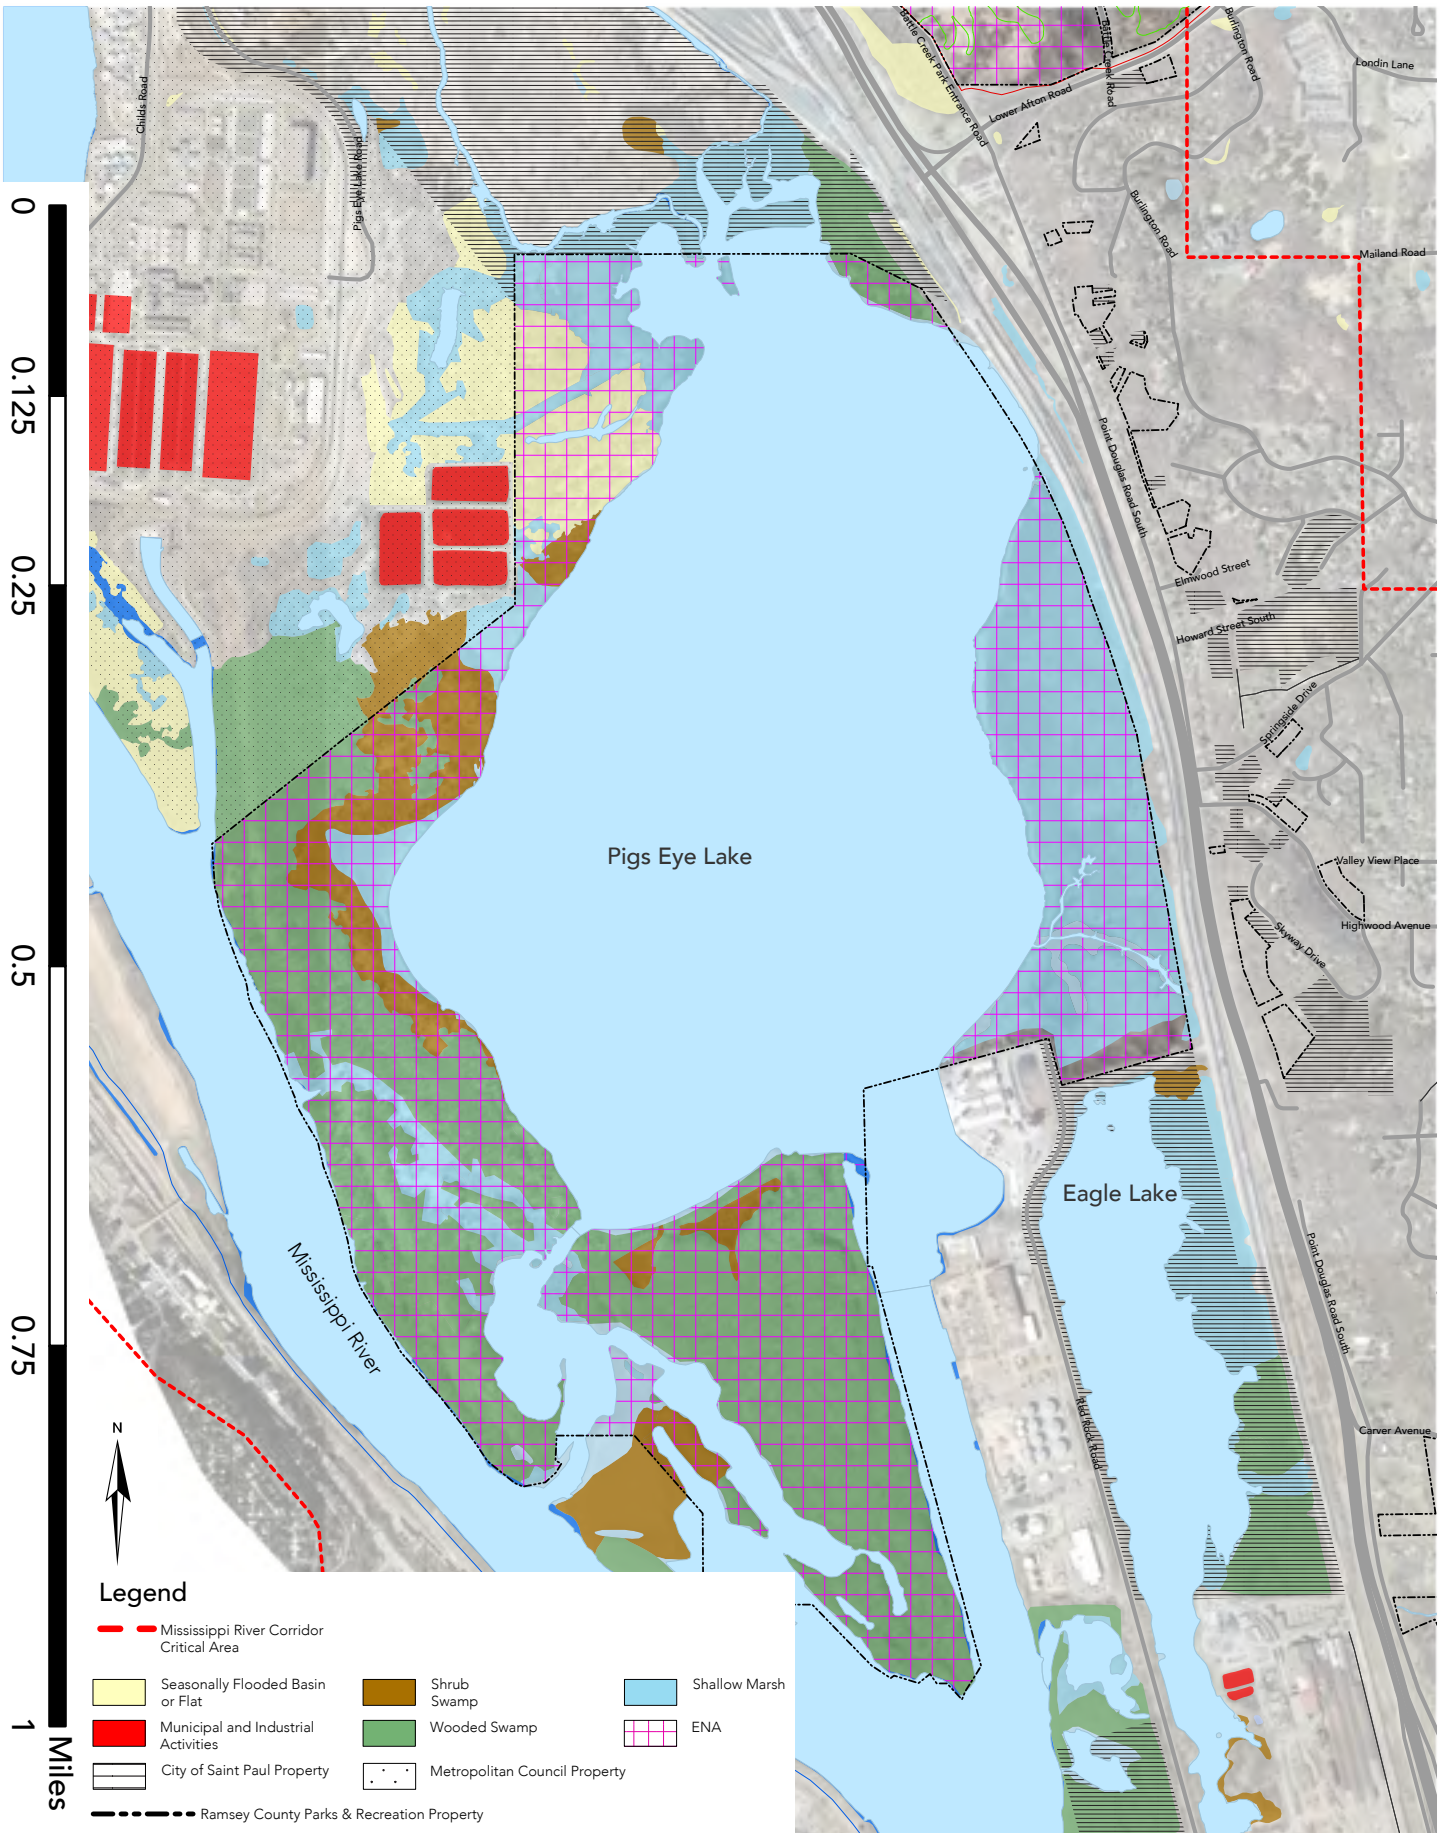 Childs Road
Pigs Eye Lake Road
Battle Creek Park Entrance Road
Battle Creek Road
Lower Afton Road
Burlington Road
Londin Lane
Burlington Road
Mailand Road
0
0.125
0.25
0.5
0.75
1
Miles
Point Douglas Road South
Elmwood Street
Howard Street South
Springside Drive
Pigs Eye Lake
Valley View Place
Highwood Avenue
Skyway Drive
Eagle Lake
Mississippi River
Point Douglas Road South
Red Rock Road
Carver Avenue
N
Legend
Mississippi River Corridor
Critical Area
Seasonally Flooded Basin
or Flat
Shrub
Swamp
Shallow Marsh
Municipal and Industrial
Activities
Wooded Swamp
ENA
City of Saint Paul Property
Metropolitan Council Property
Ramsey County Parks & Recreation Property